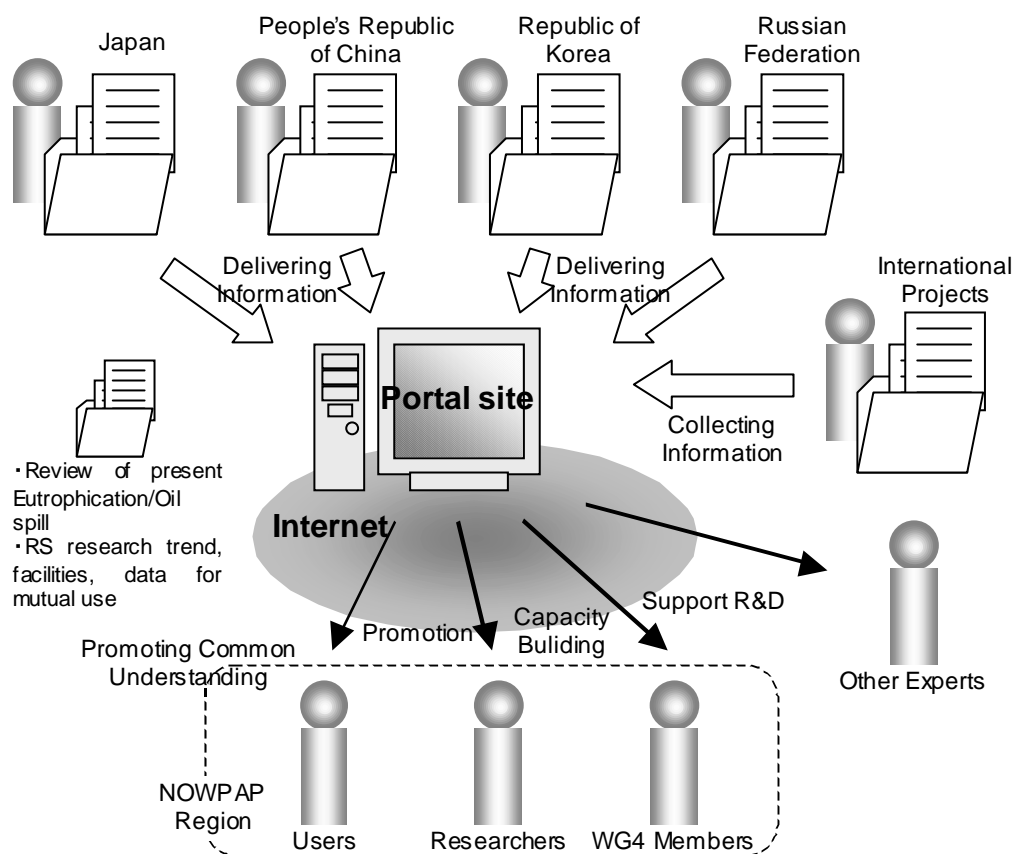 Japan
People's Republic
of China
Republic of
Korea
Russian
Federation
Delivering
Information
Delivering
Information
International
Projects
Portal site
Collecting
Information
・Review of present
Eutrophication/Oil
spill
・RS research trend,
facilities, data for
mutual use
Internet
Support R&D
Capacity
Buliding
Promotion
Promoting Common
Understanding
Other Experts
NOWPAP
Region
Users
Researchers
WG4 Members